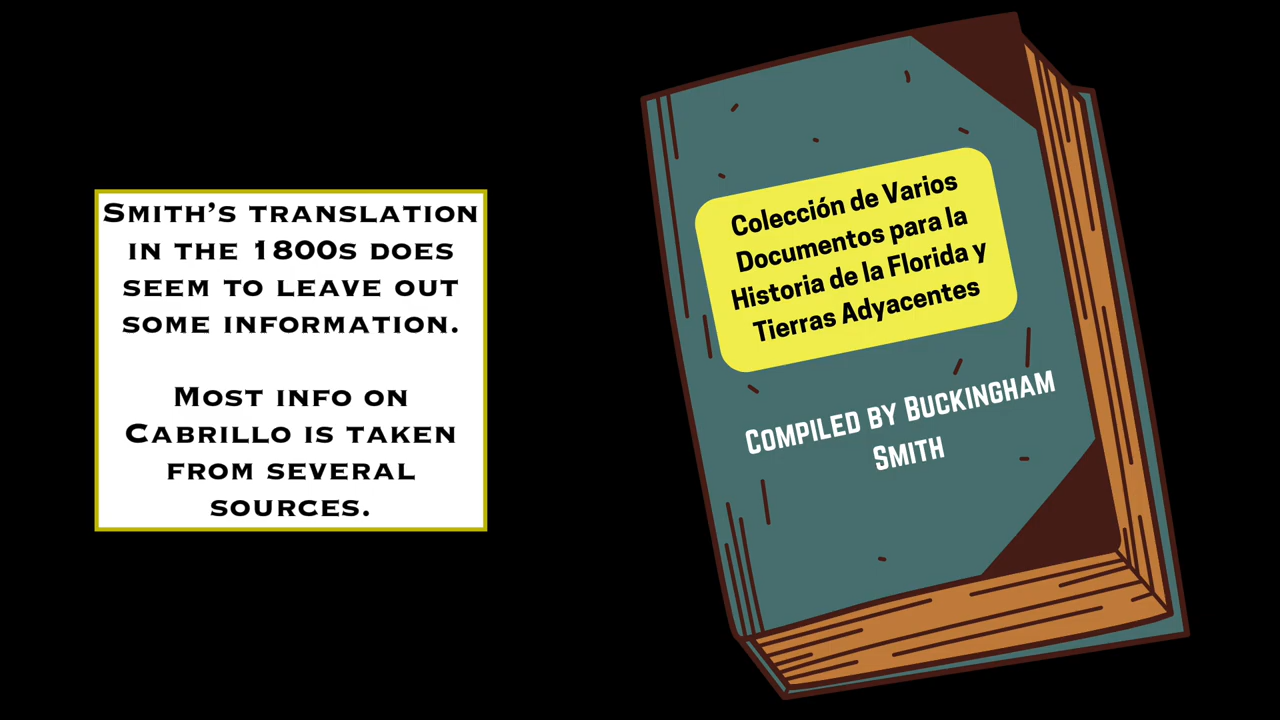 Smith's translation
in the 1800s does
seem to leave out
some information.
Most info on
Cabrillo is taken
from several
sources.
Colección de Varios
Documentos para la
Historia de la Florida y
Tierras Adyacentes
Compiled by Buckingham
Smith